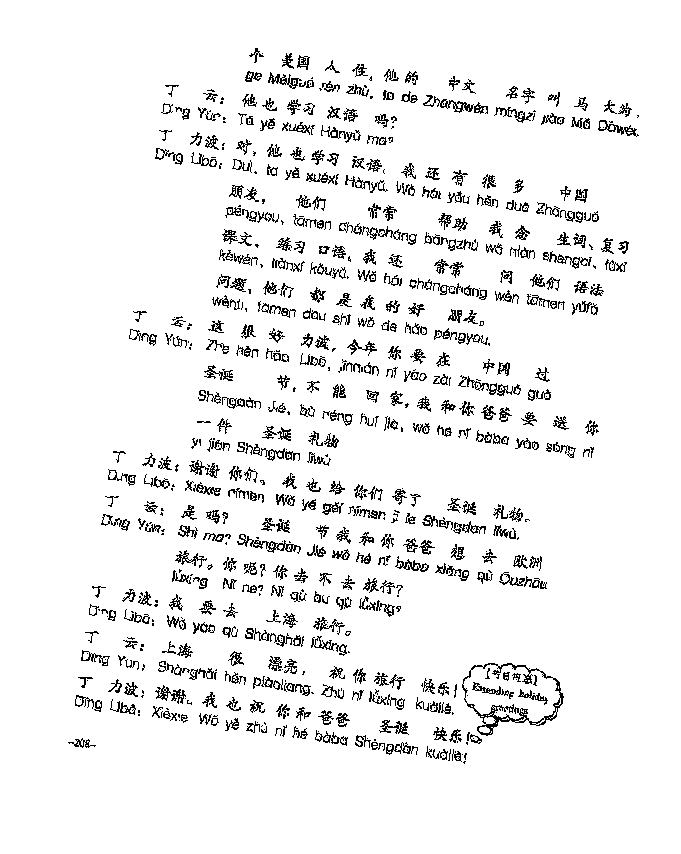 个 美国 人 住，他的 中文 名字 叫 马 大为。
ge Měiguó rén zhù, tā de Zhōngwén míngzi jiào Mǎ Dàwéi.
丁 云：他也 学习 汉语 吗？
Dīng Yún: Tā yě xuéxí Hànyǔ ma?
丁 力波：对，他 也 学习 汉语。我 还 有 很 多 中国
Dīng Lìbō: Duì, tā yě xuéxí Hànyǔ. Wǒ hái yǒu hěn duō Zhōngguó
朋友， 他们 常常 帮助 我 念 生词、复习
péngyou, tāmen chángcháng bāngzhù wǒ niàn shēngcí, fùxí
课文、练习 口语。我 还 常常 问 他们 语法
kèwén, liànxí kǒuyǔ. Wǒ hái chángcháng wèn tāmen yǔfǎ
问题，他们 都 是 我 的 好 朋友。
wèntí, tāmen dōu shì wǒ de hǎo péngyou.
丁 云：这 很 好 力波，今年 你 要 在 中国 过
Dīng Yún: Zhè hěn hǎo Lìbō, jīnnián nǐ yào zài Zhōngguó guò
圣诞 节，不 能 回 家，我 和 你 爸爸 要 送 你
Shèngdàn Jié, bù néng huí jiā, wǒ hé nǐ bàba yào sòng nǐ
一 件 圣诞 礼物
yí jiàn Shèngdàn lǐwù
丁 力波：谢谢 你们。我 也 给 你们 寄了 圣诞 礼物。
Dīng Lìbō: Xièxie nǐmen Wǒ yě gěi nǐmen jì le Shèngdàn lǐwù.
丁 云：是 吗？ 圣诞 节 我 和 你 爸爸 想 去 欧洲
Dīng Yún: Shì ma? Shèngdàn Jié wǒ hé nǐ bàba xiǎng qù Ōuzhōu
旅行。你 呢？你 去 不 去 旅行？
lǚxíng Nǐ ne? Nǐ qù bu qù lǚxíng?
丁 力波：我 要 去 上海 旅行。
Dīng Lìbō: Wǒ yào qù Shànghǎi lǚxíng.
丁 云：上海 很 漂亮， 祝 你 旅行 快乐！
Dīng Yún: Shànghǎi hěn piàoliang. Zhù nǐ lǚxíng kuàilè.
【节日祝愿】
Extending holiday
greetings
丁 力波：谢谢。我 也 祝 你 和 爸爸 圣诞 快乐！
Dīng Lìbō: Xièxie Wǒ yě zhù nǐ hé bàba Shèngdàn kuàilè!
–208–